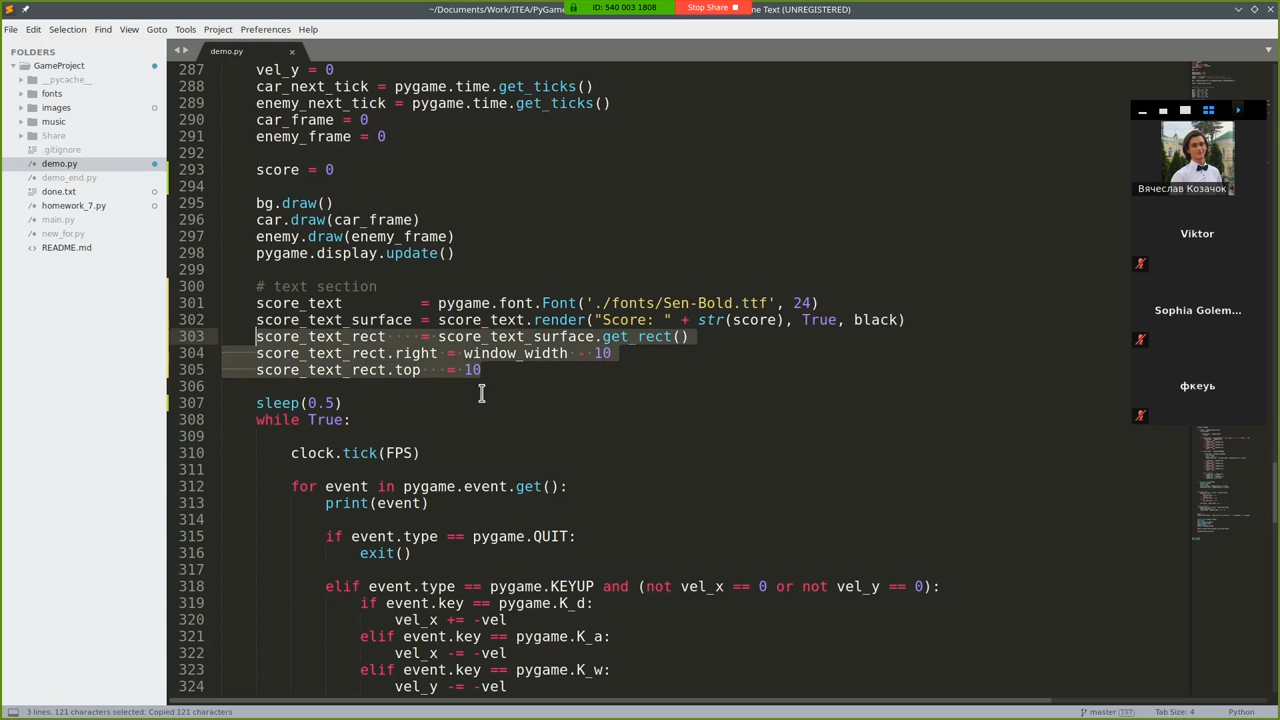 ~/Documents/Work/ITEA/PyGame
ID: 540 003 1808
Stop Share
me Text (UNREGISTERED)
File Edit Selection Find View Goto Tools Project Preferences Help
FOLDERS
GameProject
__pycache__
fonts
images
music
Share
.gitignore
demo.py
demo_end.py
done.txt
homework_7.py
main.py
new_for.py
README.md
demo.py
287 vel_y = 0
288 car_next_tick = pygame.time.get_ticks()
289 enemy_next_tick = pygame.time.get_ticks()
290 car_frame = 0
291 enemy_frame = 0
292
293 score = 0
294
295 bg.draw()
296 car.draw(car_frame)
297 enemy.draw(enemy_frame)
298 pygame.display.update()
299
300 # text section
301 score_text         = pygame.font.Font('./fonts/Sen-Bold.ttf', 24)
302 score_text_surface = score_text.render("Score: " + str(score), True, black)
303 score_text_rect    = score_text_surface.get_rect()
304 score_text_rect.right = window_width - 10
305 score_text_rect.top   = 10
306
307 sleep(0.5)
308 while True:
309
310 clock.tick(FPS)
311
312 for event in pygame.event.get():
313 print(event)
314
315 if event.type == pygame.QUIT:
316 exit()
317
318 elif event.type == pygame.KEYUP and (not vel_x == 0 or not vel_y == 0):
319 if event.key == pygame.K_d:
320 vel_x += -vel
321 elif event.key == pygame.K_a:
322 vel_x -= -vel
323 elif event.key == pygame.K_w:
324 vel_y -= -vel
Вячеслав Козачок
Viktor
Sophia Golem...
фкеуь
3 lines, 121 characters selected; Copied 121 characters
master 197
Tab Size: 4
Python